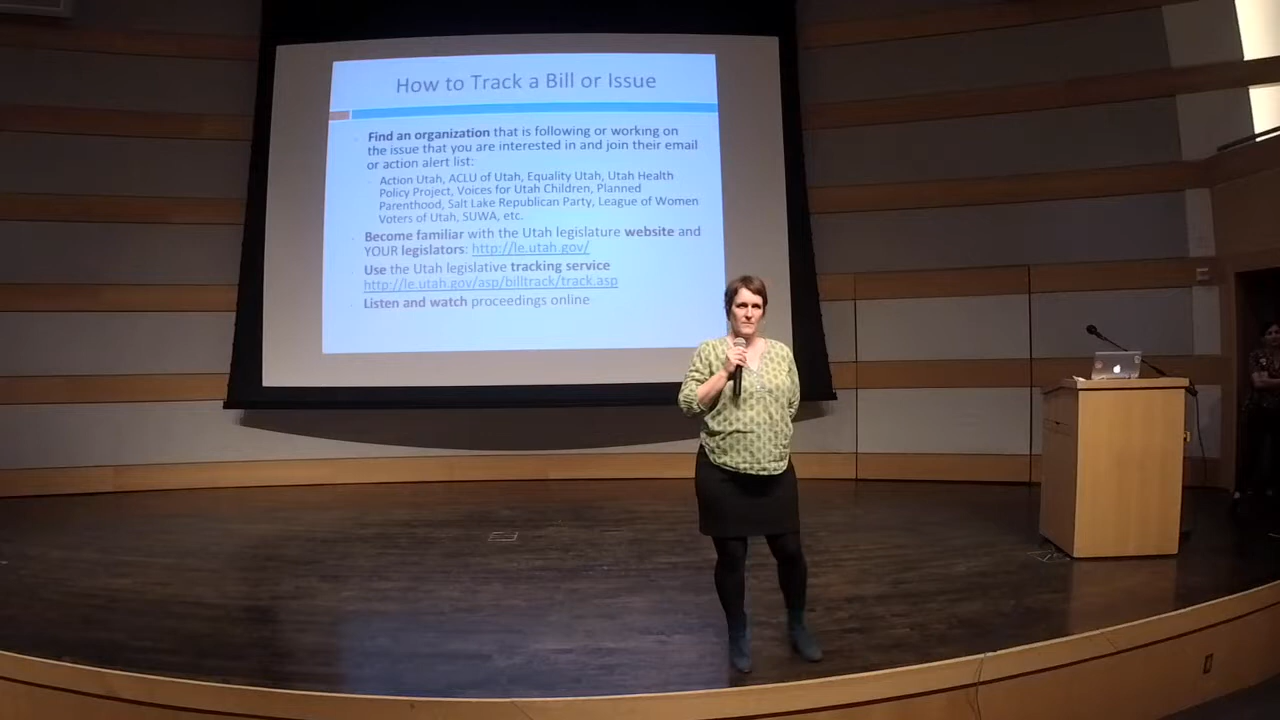 How to Track a Bill or Issue
Find an organization that is following or working on
the issue that you are interested in and join their email
or action alert list:
Action Utah, ACLU of Utah, Equality Utah, Utah Health
Policy Project, Voices for Utah Children, Planned
Parenthood, Salt Lake Republican Party, League of Women
Voters of Utah, SUWA, etc.
Become familiar with the Utah legislature website and
YOUR legislators: http://le.utah.gov/
Use the Utah legislative tracking service
http://le.utah.gov/asp/billtrack/track.asp
Listen and watch proceedings online